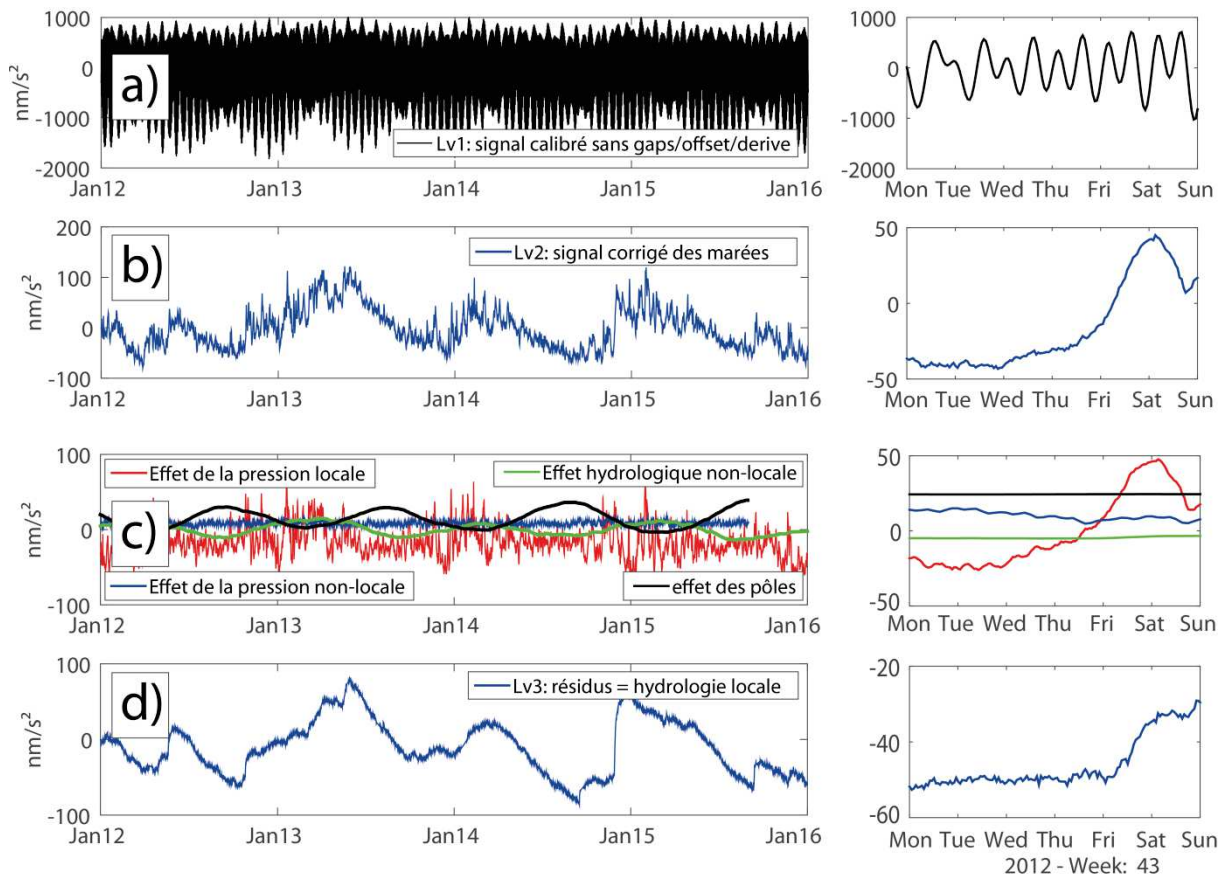 1000
0
-1000
-2000
nm/s²
a)
Lv1: signal calibré sans gaps/offset/derive
Jan12 Jan13 Jan14 Jan15 Jan16
1000
0
-1000
-2000
Mon Tue Wed Thu Fri Sat Sun
200
100
0
-100
nm/s²
b)
Lv2: signal corrigé des marées
Jan12 Jan13 Jan14 Jan15 Jan16
50
0
-50
Mon Tue Wed Thu Fri Sat Sun
100
0
-100
nm/s²
c)
Effet de la pression locale
Effet hydrologique non-locale
Effet de la pression non-locale
effet des pôles
Jan12 Jan13 Jan14 Jan15 Jan16
50
0
-50
Mon Tue Wed Thu Fri Sat Sun
100
0
-100
nm/s²
d)
Lv3: résidus = hydrologie locale
Jan12 Jan13 Jan14 Jan15 Jan16
-20
-40
-60
Mon Tue Wed Thu Fri Sat Sun
2012 - Week: 43